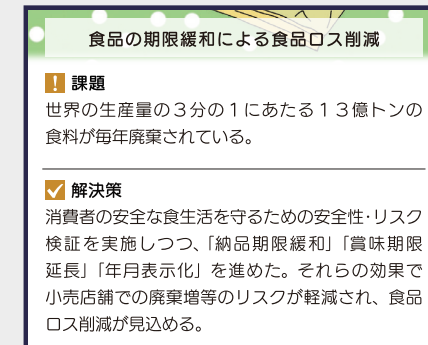 食品の期限緩和による食品ロス削減
課題
世界の生産量の３分の１にあたる１３億トンの
食料が毎年廃棄されている。
解決策
消費者の安全な食生活を守るための安全性・リスク
検証を実施しつつ、「納品期限緩和」「賞味期限
延長」「年月表示化」を進めた。それらの効果で
小売店舗での廃棄増等のリスクが軽減され、食品
ロス削減が見込める。